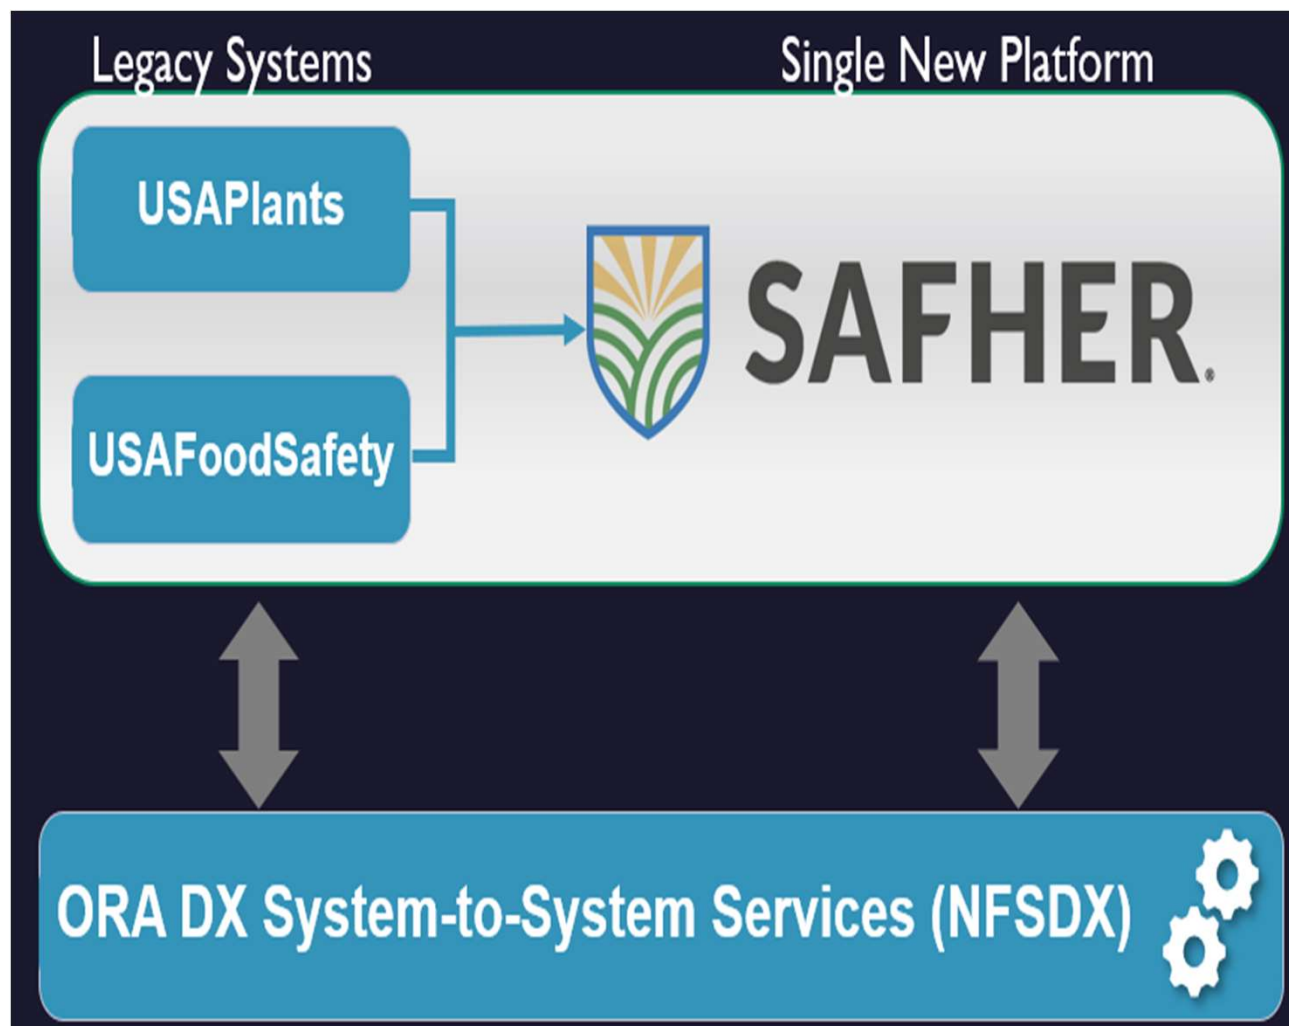 Legacy Systems
Single New Platform
USAPlants
SAFHER®
USAFoodSafety
ORA DX System-to-System Services (NFSDX)